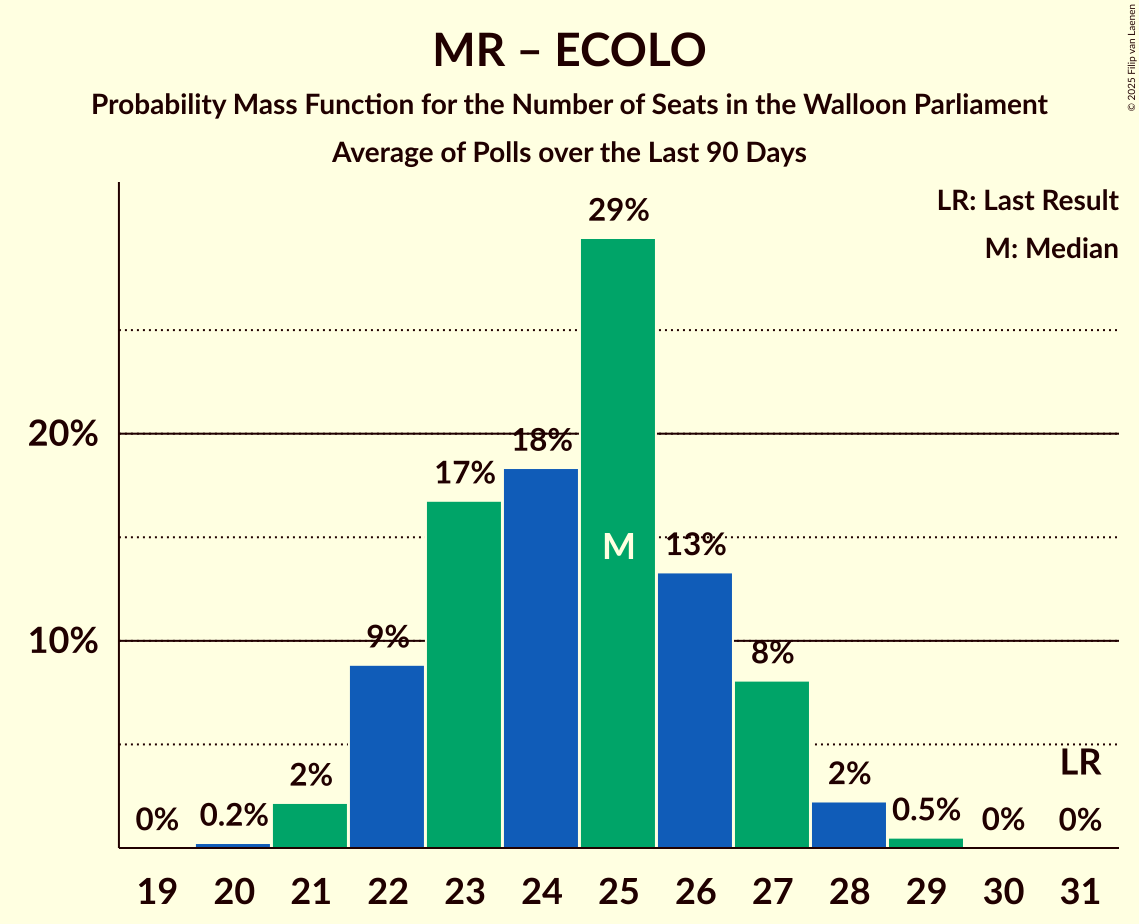 MR – ECOLO
Probability Mass Function for the Number of Seats in the Walloon Parliament
Average of Polls over the Last 90 Days
© 2025 Filip van Laenen
LR: Last Result
M: Median
20%
10%
0%
0.2%
2%
9%
17%
18%
29%
M
13%
8%
2%
0.5%
0%
LR
0%
19 20 21 22 23 24 25 26 27 28 29 30 31